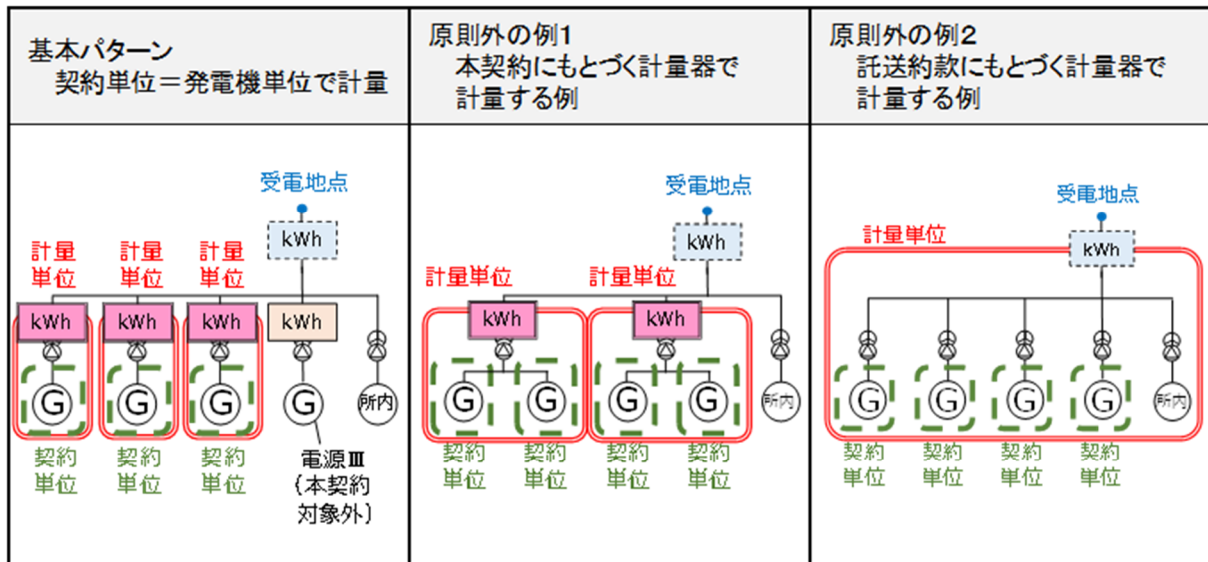 基本パターン
契約単位＝発電機単位で計量
受電地点
kWh
計量 計量 計量
単位 単位 単位
kWh kWh kWh kWh
G G G G 所内
契約 契約 契約
単位 単位 単位
電源Ⅲ
(本契約
対象外)
原則外の例1
本契約にもとづく計量器で
計量する例
受電地点
kWh
計量単位 計量単位
kWh kWh
G G G G 所内
契約 契約 契約 契約
単位 単位 単位 単位
原則外の例2
託送約款にもとづく計量器で
計量する例
受電地点
計量単位
kWh
G G G G 所内
契約 契約 契約 契約
単位 単位 単位 単位